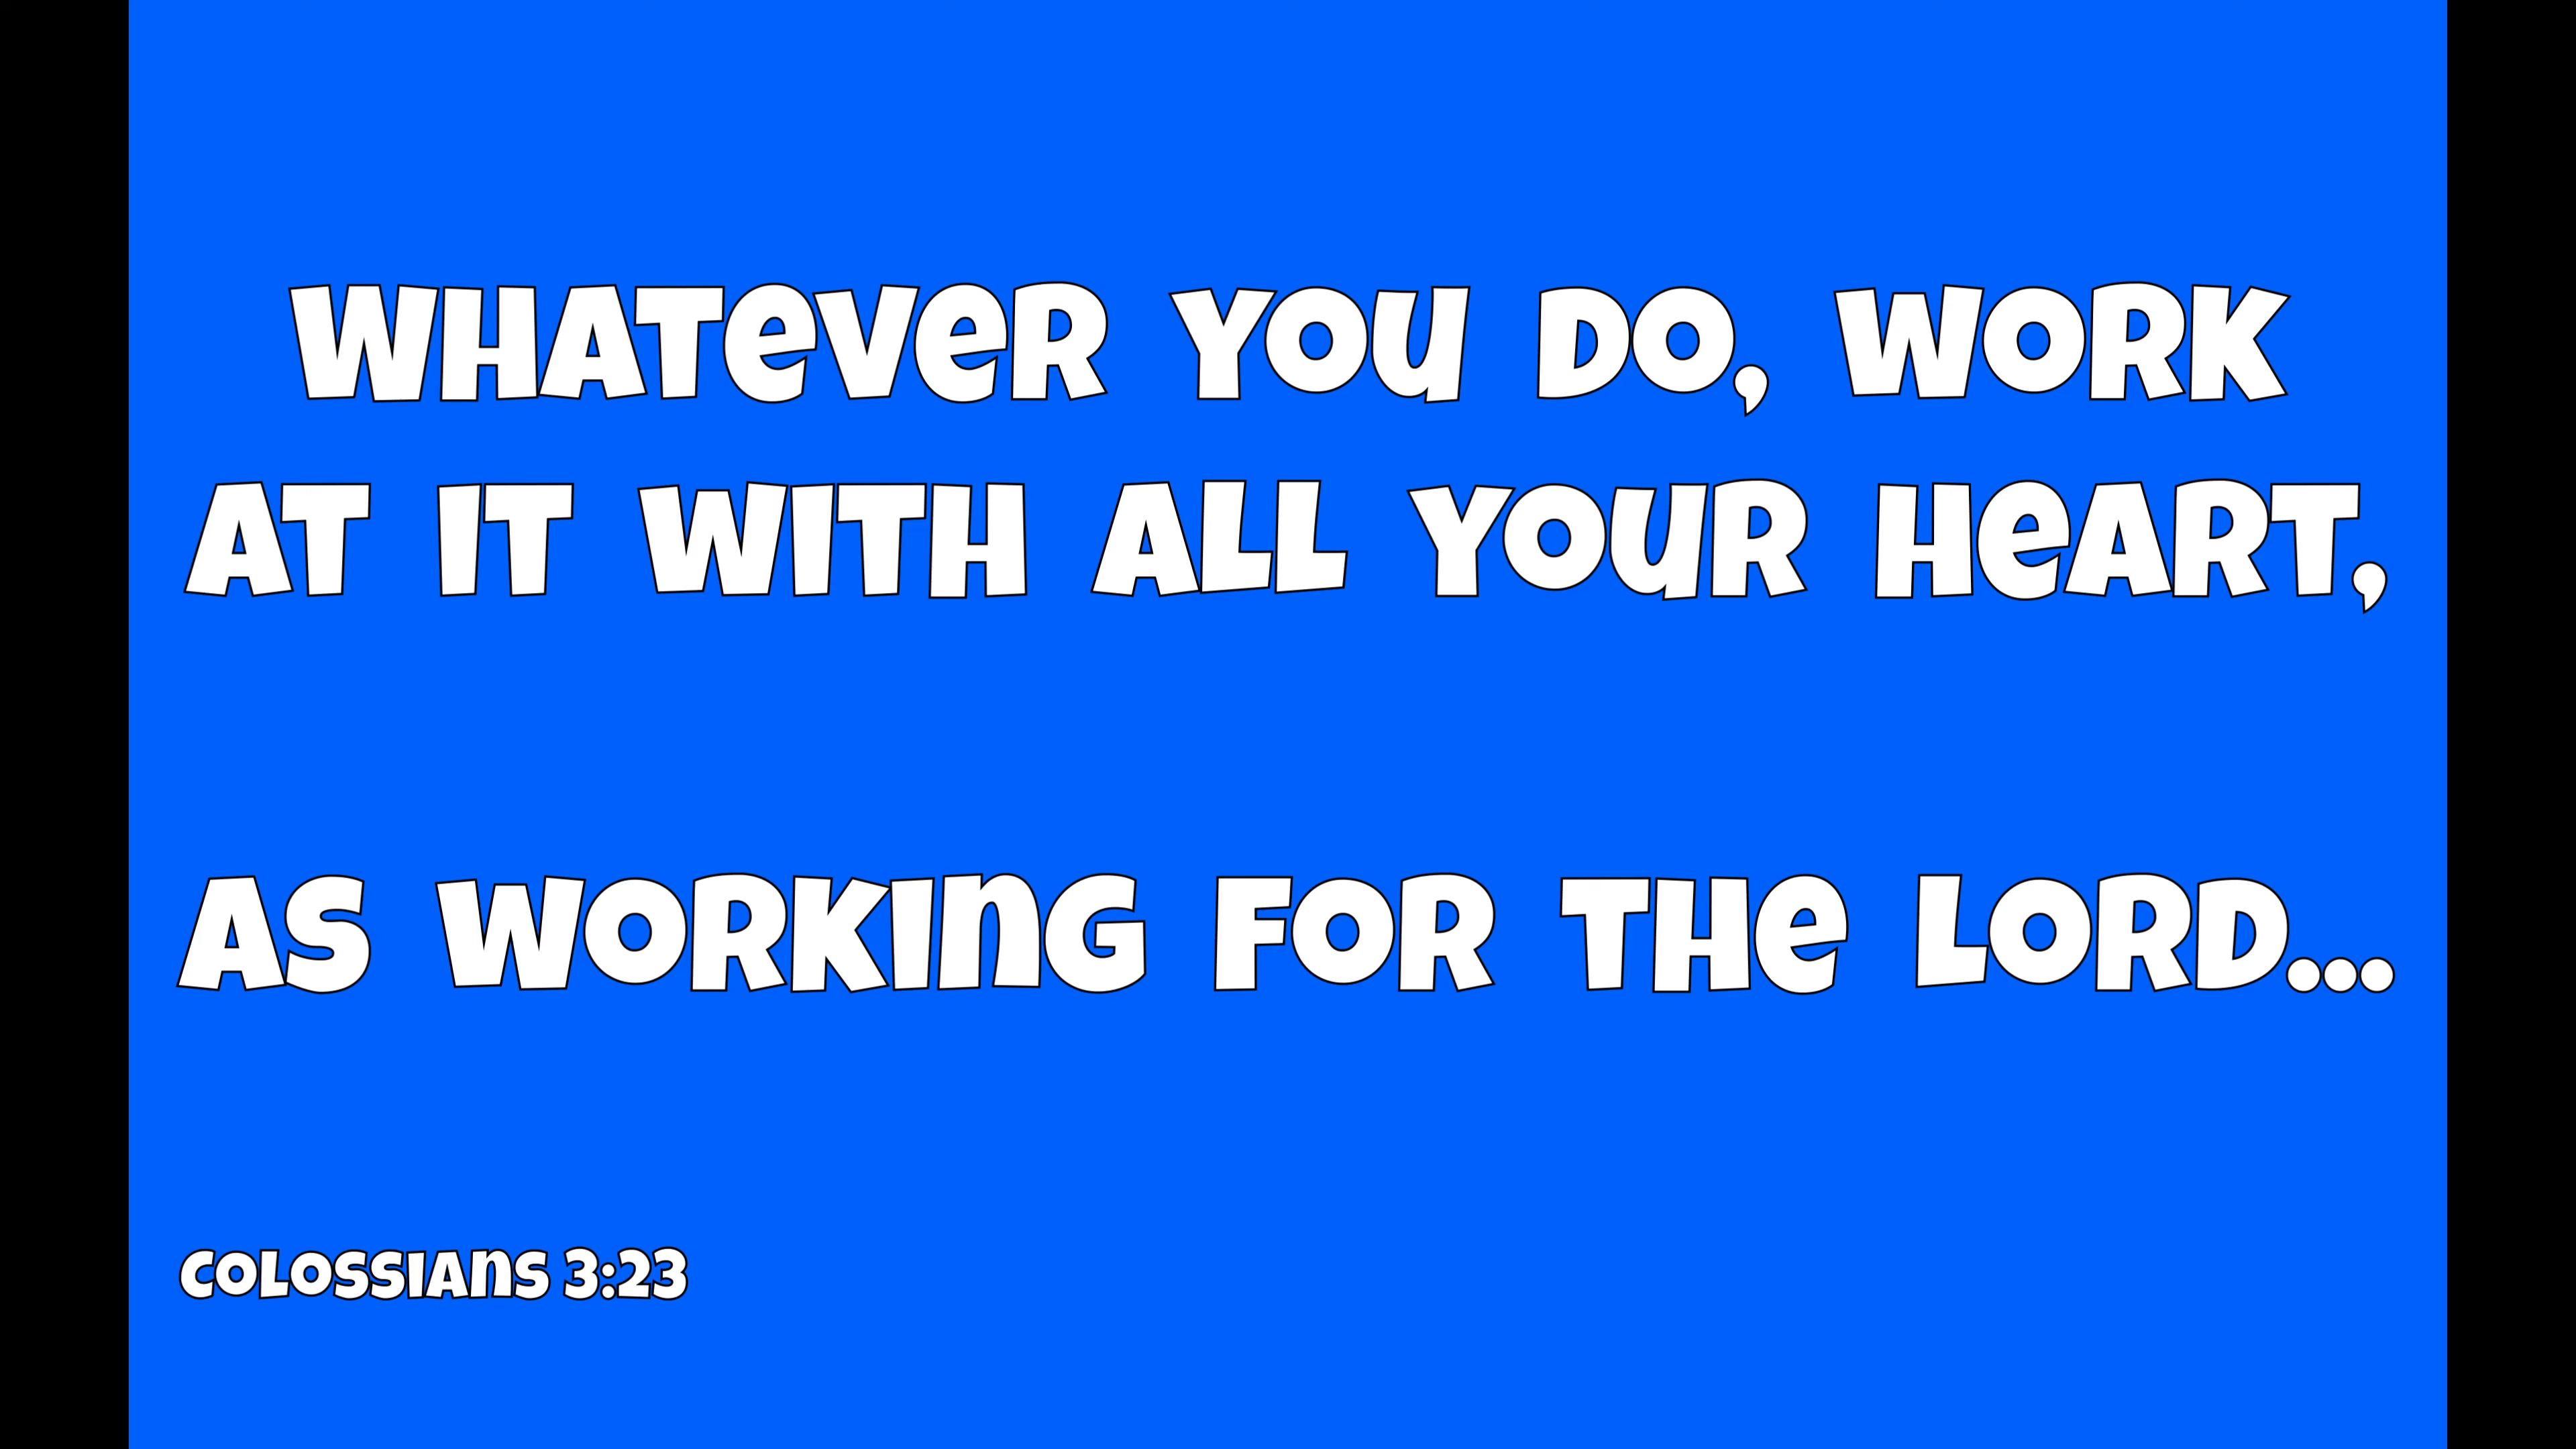 WHATeVeR YOu DO, WORK
AT IT WITH ALL YOuR HeART,
AS WORKInG FOR THe LORD...
COLOSSIAnS 3:23